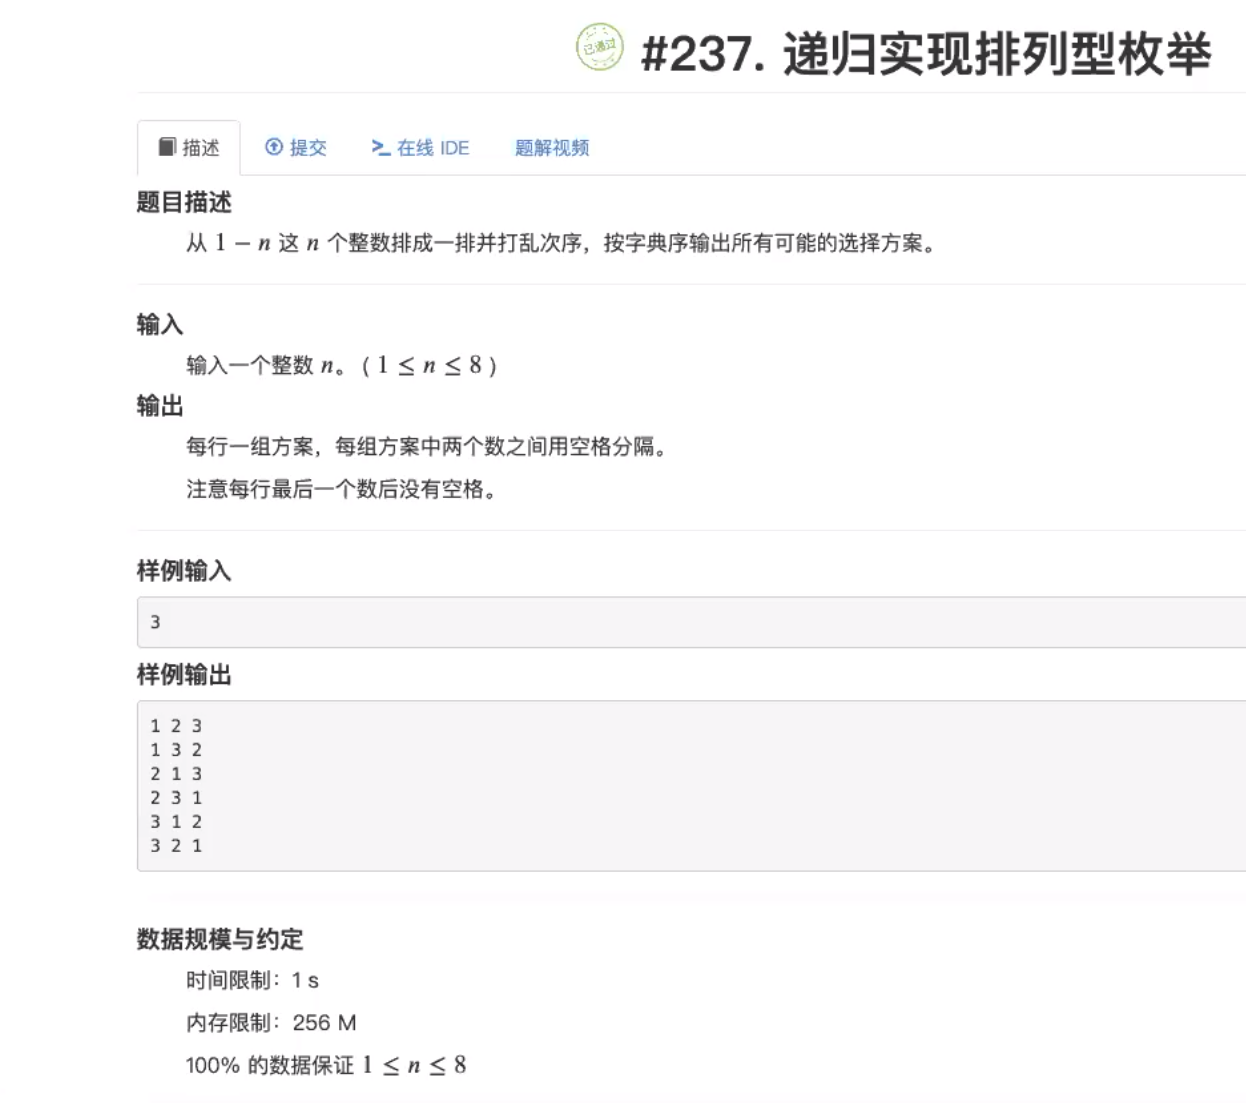 已通过
#237. 递归实现排列型枚举
描述 提交 在线 IDE 题解视频
题目描述
从 1 − n 这 n 个整数排成一排并打乱次序，按字典序输出所有可能的选择方案。
输入
输入一个整数 n。( 1 ≤ n ≤ 8 )
输出
每行一组方案，每组方案中两个数之间用空格分隔。
注意每行最后一个数后没有空格。
样例输入
3
样例输出
1 2 3
1 3 2
2 1 3
2 3 1
3 1 2
3 2 1
数据规模与约定
时间限制：1 s
内存限制：256 M
100% 的数据保证 1 ≤ n ≤ 8